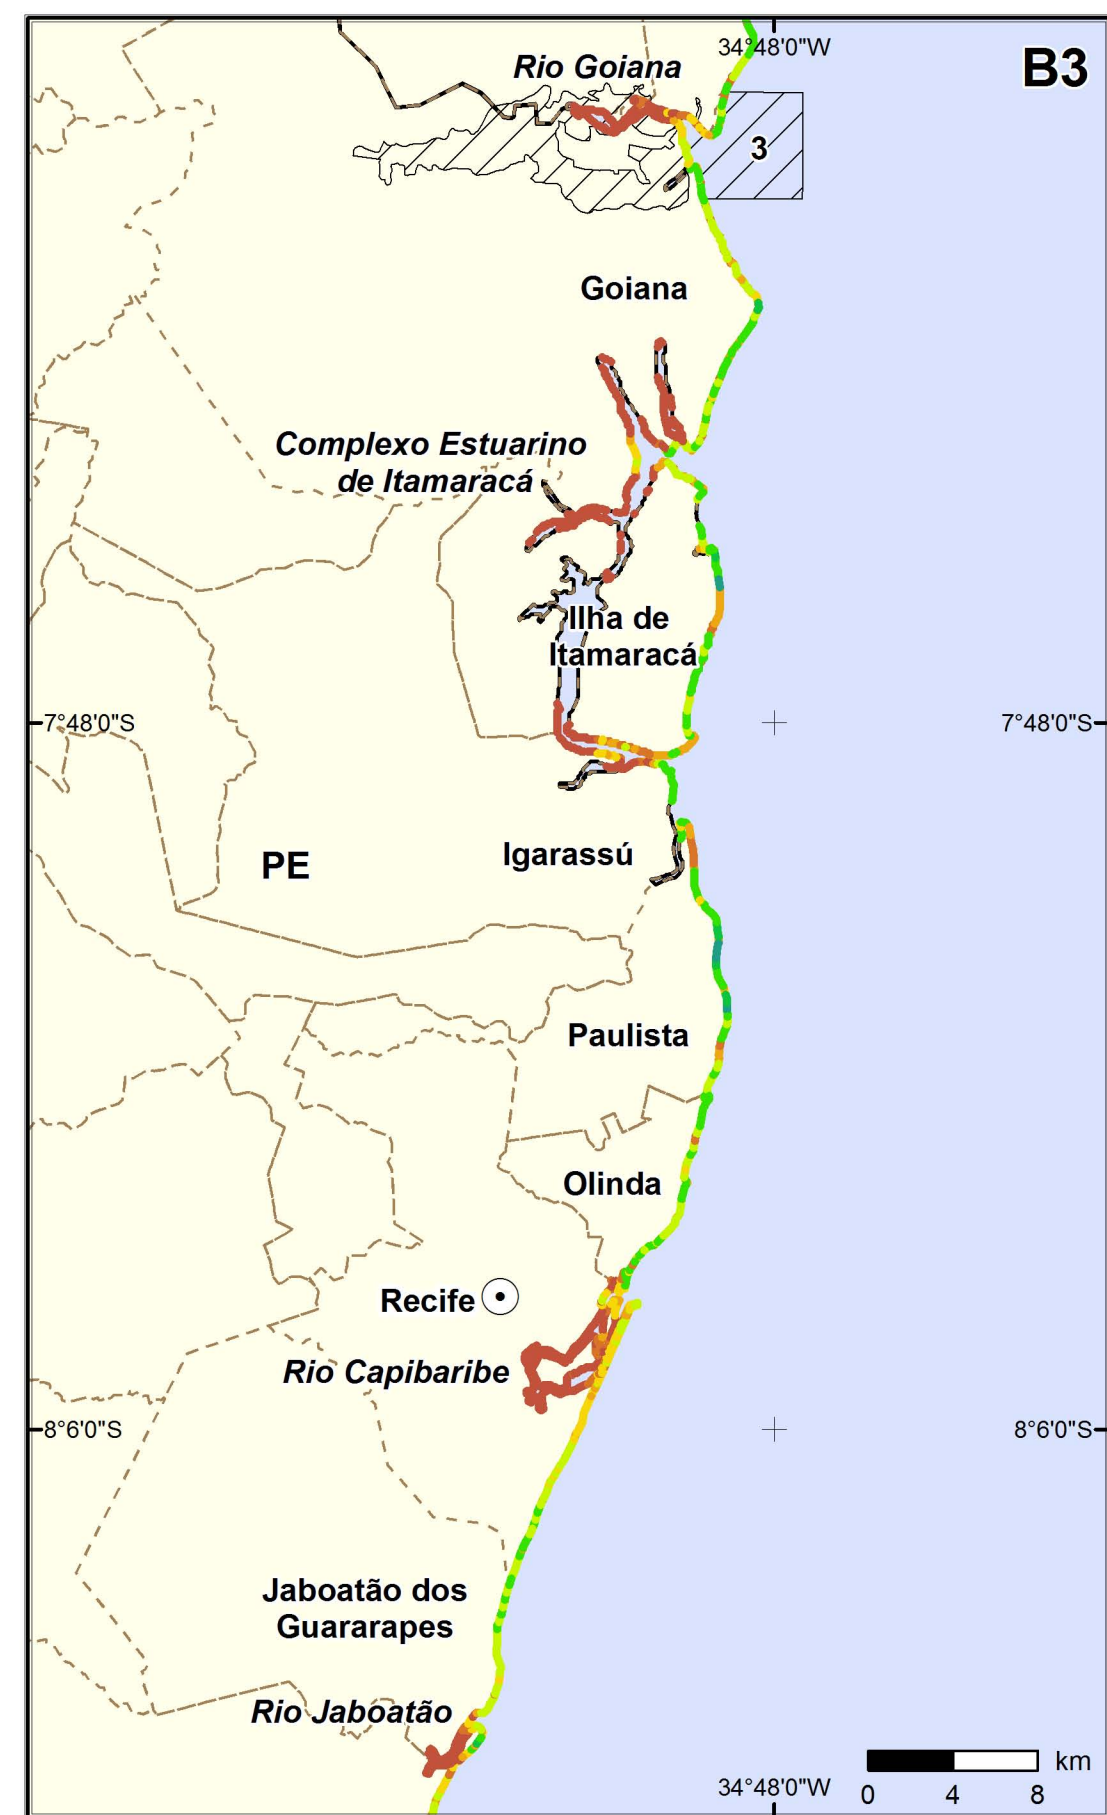 34°48'0"W
B3
Rio Goiana
3
Goiana
Complexo Estuarino
de Itamaracá
Ilha de
Itamaracá
7°48'0"S
7°48'0"S
Igarassú
PE
Paulista
Olinda
Recife
Rio Capibaribe
8°6'0"S
8°6'0"S
Jaboatão dos
Guararapes
Rio Jaboatão
km
34°48'0"W
0 4 8